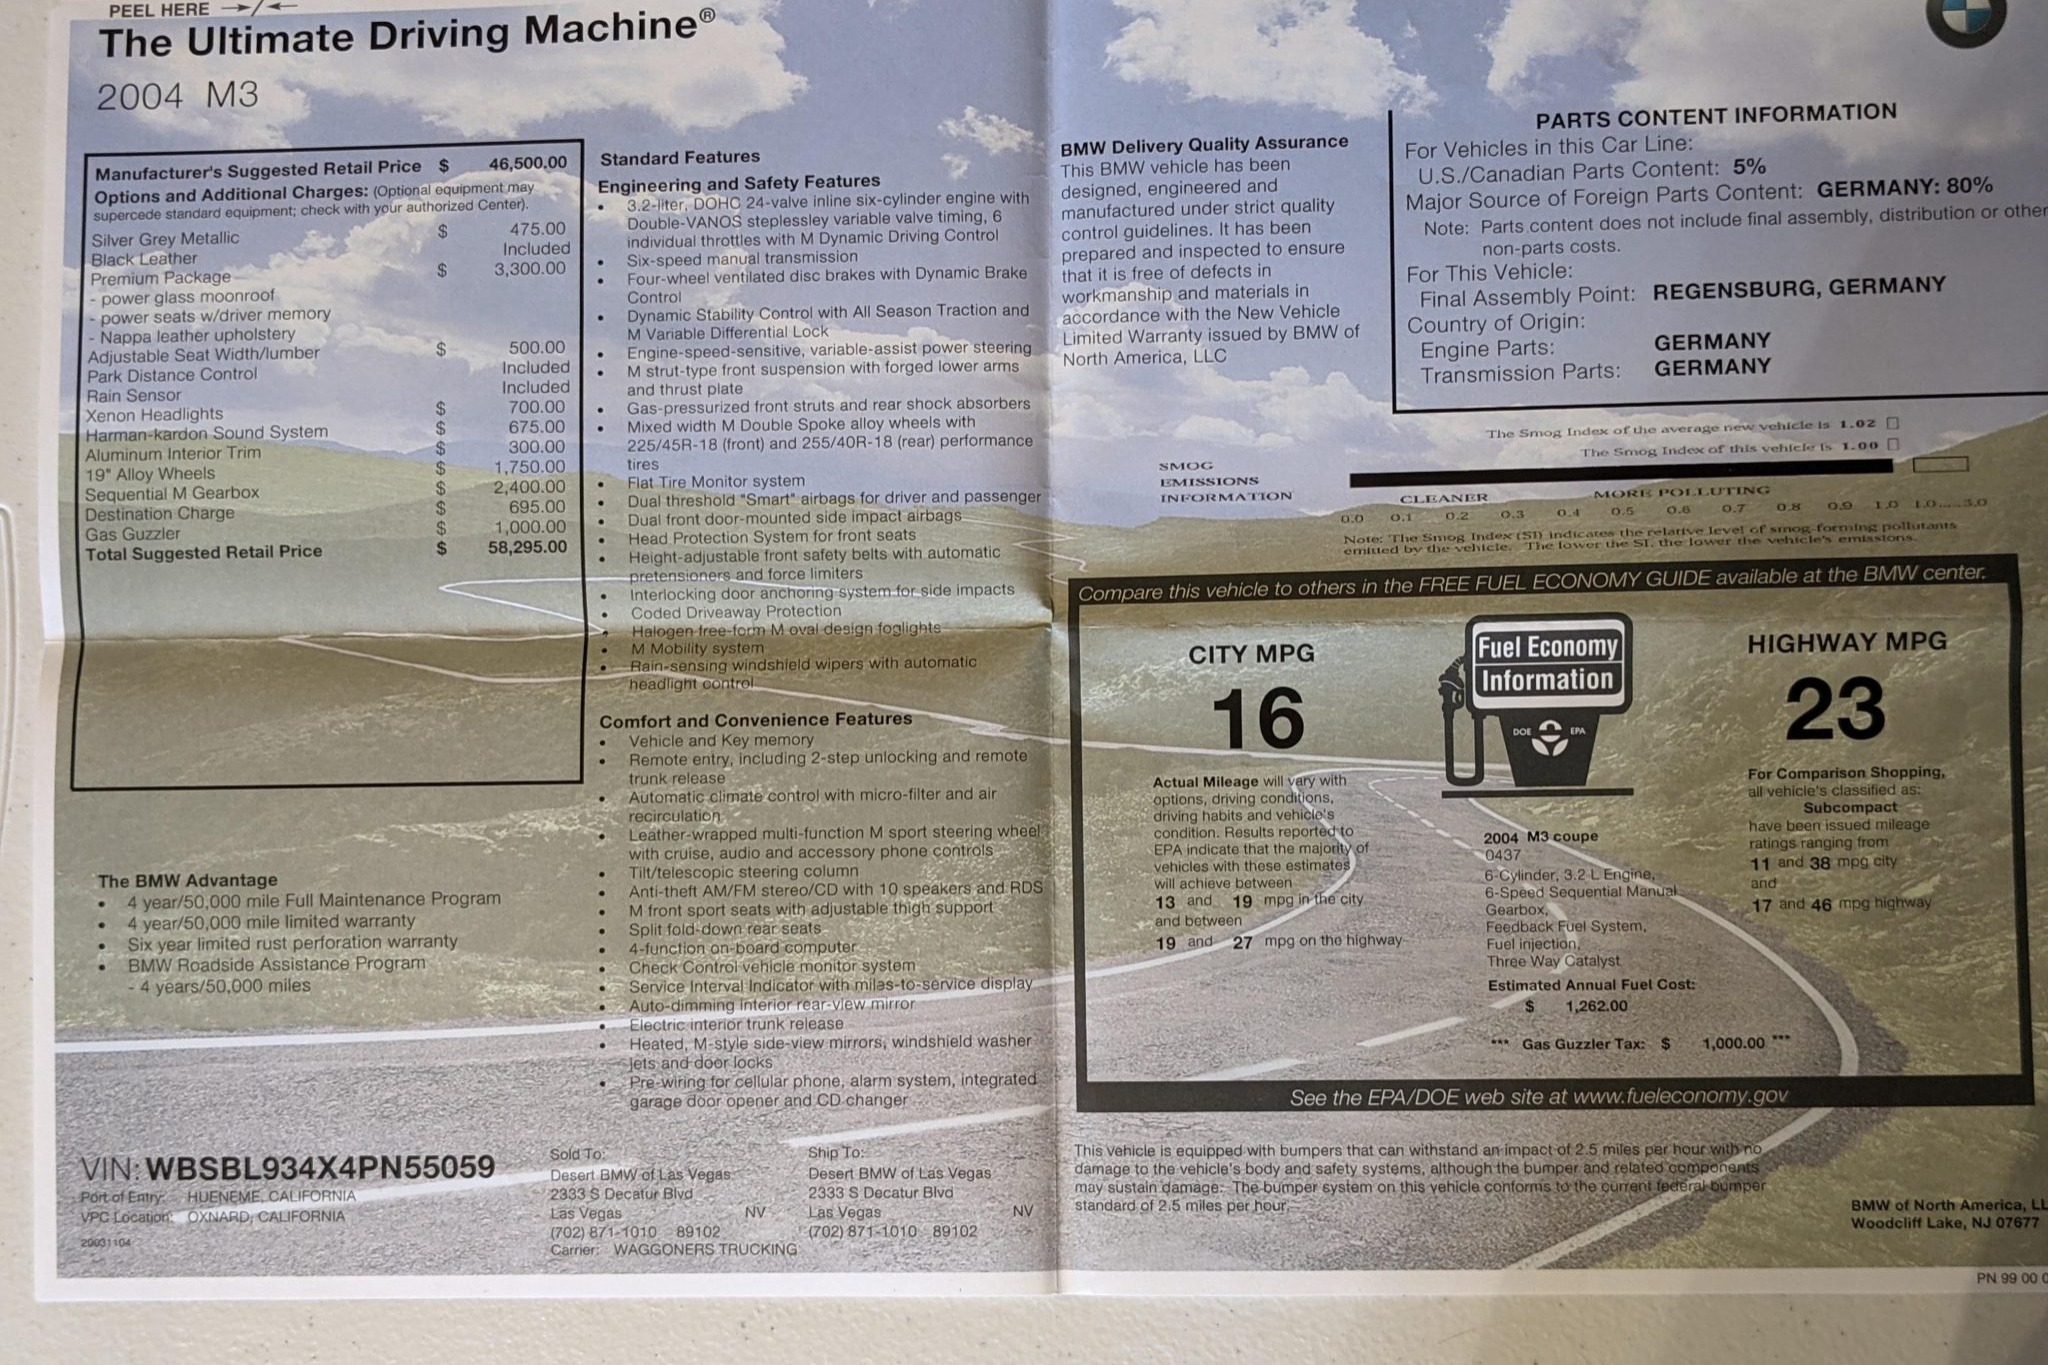 PEEL HERE
The Ultimate Driving Machine®
2004 M3
Manufacturer's Suggested Retail Price $ 46,500.00
Options and Additional Charges: (Optional equipment may
supercede standard equipment; check with your authorized Center).
Silver Grey Metallic $ 475.00
Black Leather Included
Premium Package $ 3,300.00
- power glass moonroof
- power seats w/driver memory
- Nappa leather upholstery
Adjustable Seat Width/lumber $ 500.00
Park Distance Control Included
Rain Sensor Included
Xenon Headlights $ 700.00
Harman-kardon Sound System $ 675.00
Aluminum Interior Trim $ 300.00
19" Alloy Wheels $ 1,750.00
Sequential M Gearbox $ 2,400.00
Destination Charge $ 695.00
Gas Guzzler $ 1,000.00
Total Suggested Retail Price $ 58,295.00
The BMW Advantage
• 4 year/50,000 mile Full Maintenance Program
• 4 year/50,000 mile limited warranty
• Six year limited rust perforation warranty
• BMW Roadside Assistance Program
- 4 years/50,000 miles
Standard Features
Engineering and Safety Features
• 3.2-liter, DOHC 24-valve inline six-cylinder engine with
Double-VANOS steplessley variable valve timing, 6
individual throttles with M Dynamic Driving Control
• Six-speed manual transmission
• Four-wheel ventilated disc brakes with Dynamic Brake
Control
• Dynamic Stability Control with All Season Traction and
M Variable Differential Lock
• Engine-speed-sensitive, variable-assist power steering
• M strut-type front suspension with forged lower arms
and thrust plate
• Gas-pressurized front struts and rear shock absorbers
• Mixed width M Double Spoke alloy wheels with
225/45R-18 (front) and 255/40R-18 (rear) performance
tires
• Flat Tire Monitor system
• Dual threshold "Smart" airbags for driver and passenger
• Dual front door-mounted side impact airbags
• Head Protection System for front seats
• Height-adjustable front safety belts with automatic
pretensioners and force limiters
• Interlocking door anchoring system for side impacts
• Coded Driveaway Protection
• Halogen free-form M oval design foglights
• M Mobility system
• Rain-sensing windshield wipers with automatic
headlight control
Comfort and Convenience Features
• Vehicle and Key memory
• Remote entry, including 2-step unlocking and remote
trunk release
• Automatic climate control with micro-filter and air
recirculation
• Leather-wrapped multi-function M sport steering wheel
with cruise, audio and accessory phone controls
• Tilt/telescopic steering column
• Anti-theft AM/FM stereo/CD with 10 speakers and RDS
• M front sport seats with adjustable thigh support
• Split fold-down rear seats
• 4-function on-board computer
• Check Control vehicle monitor system
• Service Interval Indicator with miles-to-service display
• Auto-dimming interior rear-view mirror
• Electric interior trunk release
• Heated, M-style side-view mirrors, windshield washer
jets and door locks
• Pre-wiring for cellular phone, alarm system, integrated
garage door opener and CD changer
VIN: WBSBL934X4PN55059
Port of Entry: HUENEME, CALIFORNIA
VPC Location: OXNARD, CALIFORNIA
20031104
Sold To:
Desert BMW of Las Vegas
2333 S Decatur Blvd
Las Vegas NV
(702) 871-1010 89102
Carrier: WAGGONERS TRUCKING
Ship To:
Desert BMW of Las Vegas
2333 S Decatur Blvd
Las Vegas NV
(702) 871-1010 89102
BMW Delivery Quality Assurance
This BMW vehicle has been
designed, engineered and
manufactured under strict quality
control guidelines. It has been
prepared and inspected to ensure
that it is free of defects in
workmanship and materials in
accordance with the New Vehicle
Limited Warranty issued by BMW of
North America, LLC
PARTS CONTENT INFORMATION
For Vehicles in this Car Line:
U.S./Canadian Parts Content: 5%
Major Source of Foreign Parts Content: GERMANY: 80%
Note: Parts content does not include final assembly, distribution or other
non-parts costs.
For This Vehicle:
Final Assembly Point: REGENSBURG, GERMANY
Country of Origin:
Engine Parts: GERMANY
Transmission Parts: GERMANY
The Smog Index of the average new vehicle is 1.02
The Smog Index of this vehicle is 1.00
SMOG
EMISSIONS
INFORMATION
CLEANER MORE POLLUTING
0.0 0.1 0.2 0.3 0.4 0.5 0.6 0.7 0.8 0.9 1.0 1.0.....3.0
Note: The Smog Index (SI) indicates the relative level of smog-forming pollutants
emitted by the vehicle. The lower the SI, the lower the vehicle's emissions.
Compare this vehicle to others in the FREE FUEL ECONOMY GUIDE available at the BMW center.
CITY MPG
16
Fuel Economy
Information
DOE EPA
HIGHWAY MPG
23
Actual Mileage will vary with
options, driving conditions,
driving habits and vehicle's
condition. Results reported to
EPA indicate that the majority of
vehicles with these estimates
will achieve between
13 and 19 mpg in the city
and between
19 and 27 mpg on the highway
2004 M3 coupe
0437
6-Cylinder, 3.2 L Engine,
6-Speed Sequential Manual
Gearbox,
Feedback Fuel System,
Fuel injection,
Three Way Catalyst
Estimated Annual Fuel Cost:
$ 1,262.00
*** Gas Guzzler Tax: $ 1,000.00 ***
For Comparison Shopping,
all vehicle's classified as:
Subcompact
have been issued mileage
ratings ranging from
11 and 38 mpg city
and
17 and 46 mpg highway
See the EPA/DOE web site at www.fueleconomy.gov
This vehicle is equipped with bumpers that can withstand an impact of 2.5 miles per hour with no
damage to the vehicle's body and safety systems, although the bumper and related components
may sustain damage. The bumper system on this vehicle conforms to the current federal bumper
standard of 2.5 miles per hour.
BMW of North America, LL
Woodcliff Lake, NJ 07677
PN 99 00 0